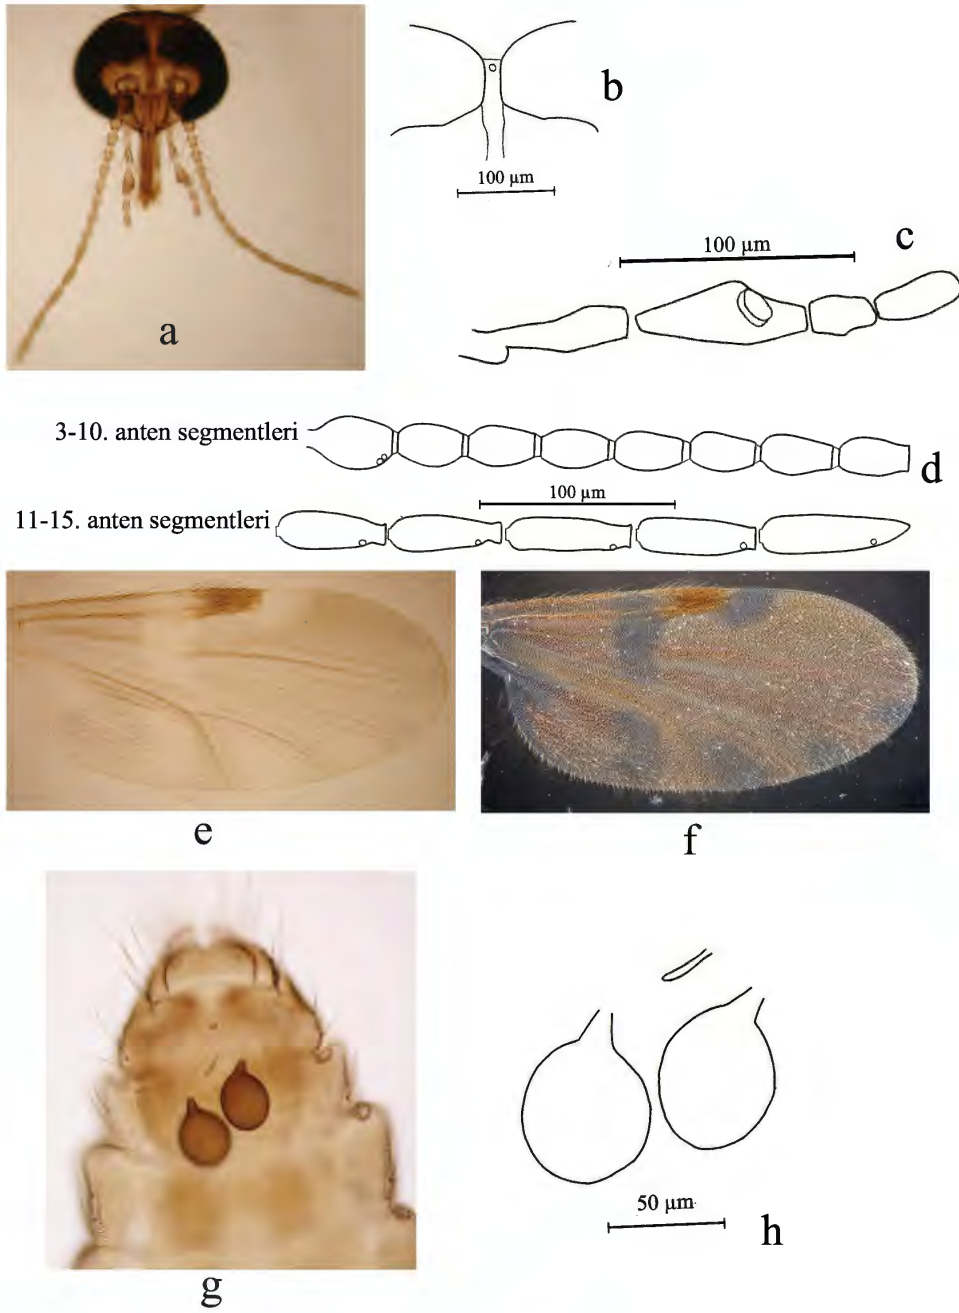 a
b
100 µm
c
100 µm
3-10. anten segmentleri
d
100 µm
11-15. anten segmentleri
e
f
g
50 µm
h